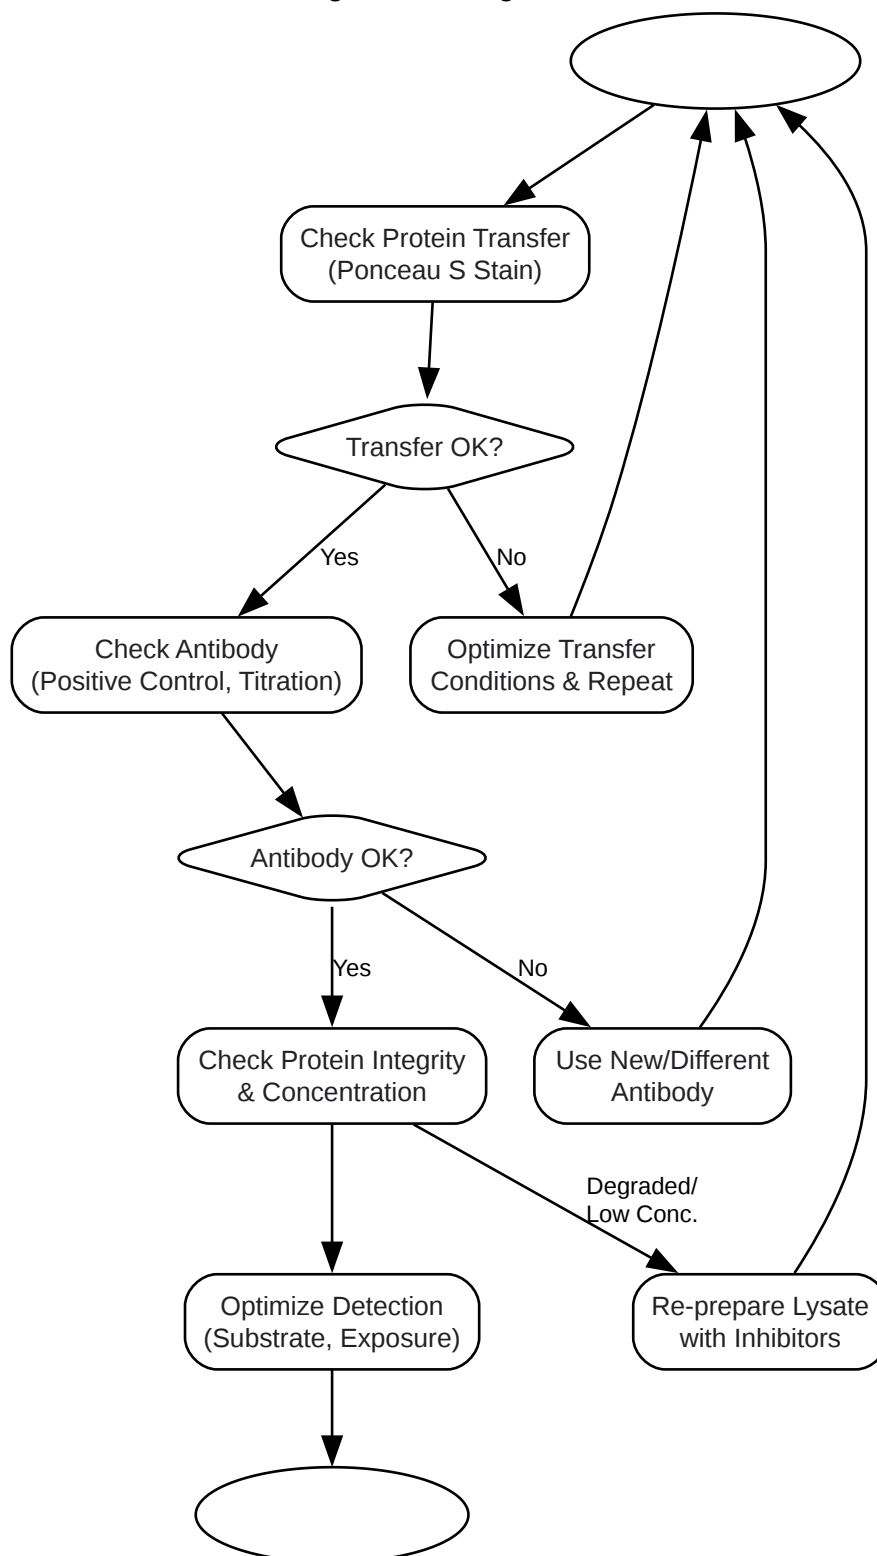 Check Protein Transfer
(Ponceau S Stain)
Transfer OK?
Yes
No
Check Antibody
(Positive Control, Titration)
Optimize Transfer
Conditions & Repeat
Antibody OK?
Yes
No
Check Protein Integrity
& Concentration
Use New/Different
Antibody
Degraded/
Low Conc.
Optimize Detection
(Substrate, Exposure)
Re-prepare Lysate
with Inhibitors